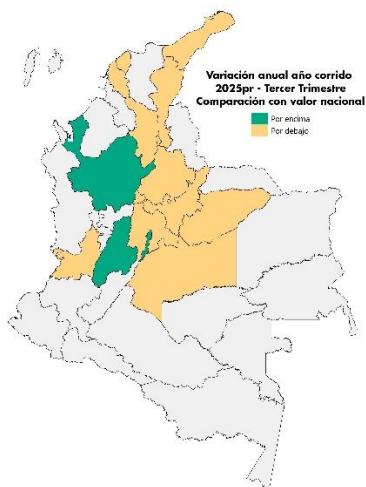 Variación anual año corrido
2025pr - Tercer Trimestre
Comparación con valor nacional
Por encima
Por debajo